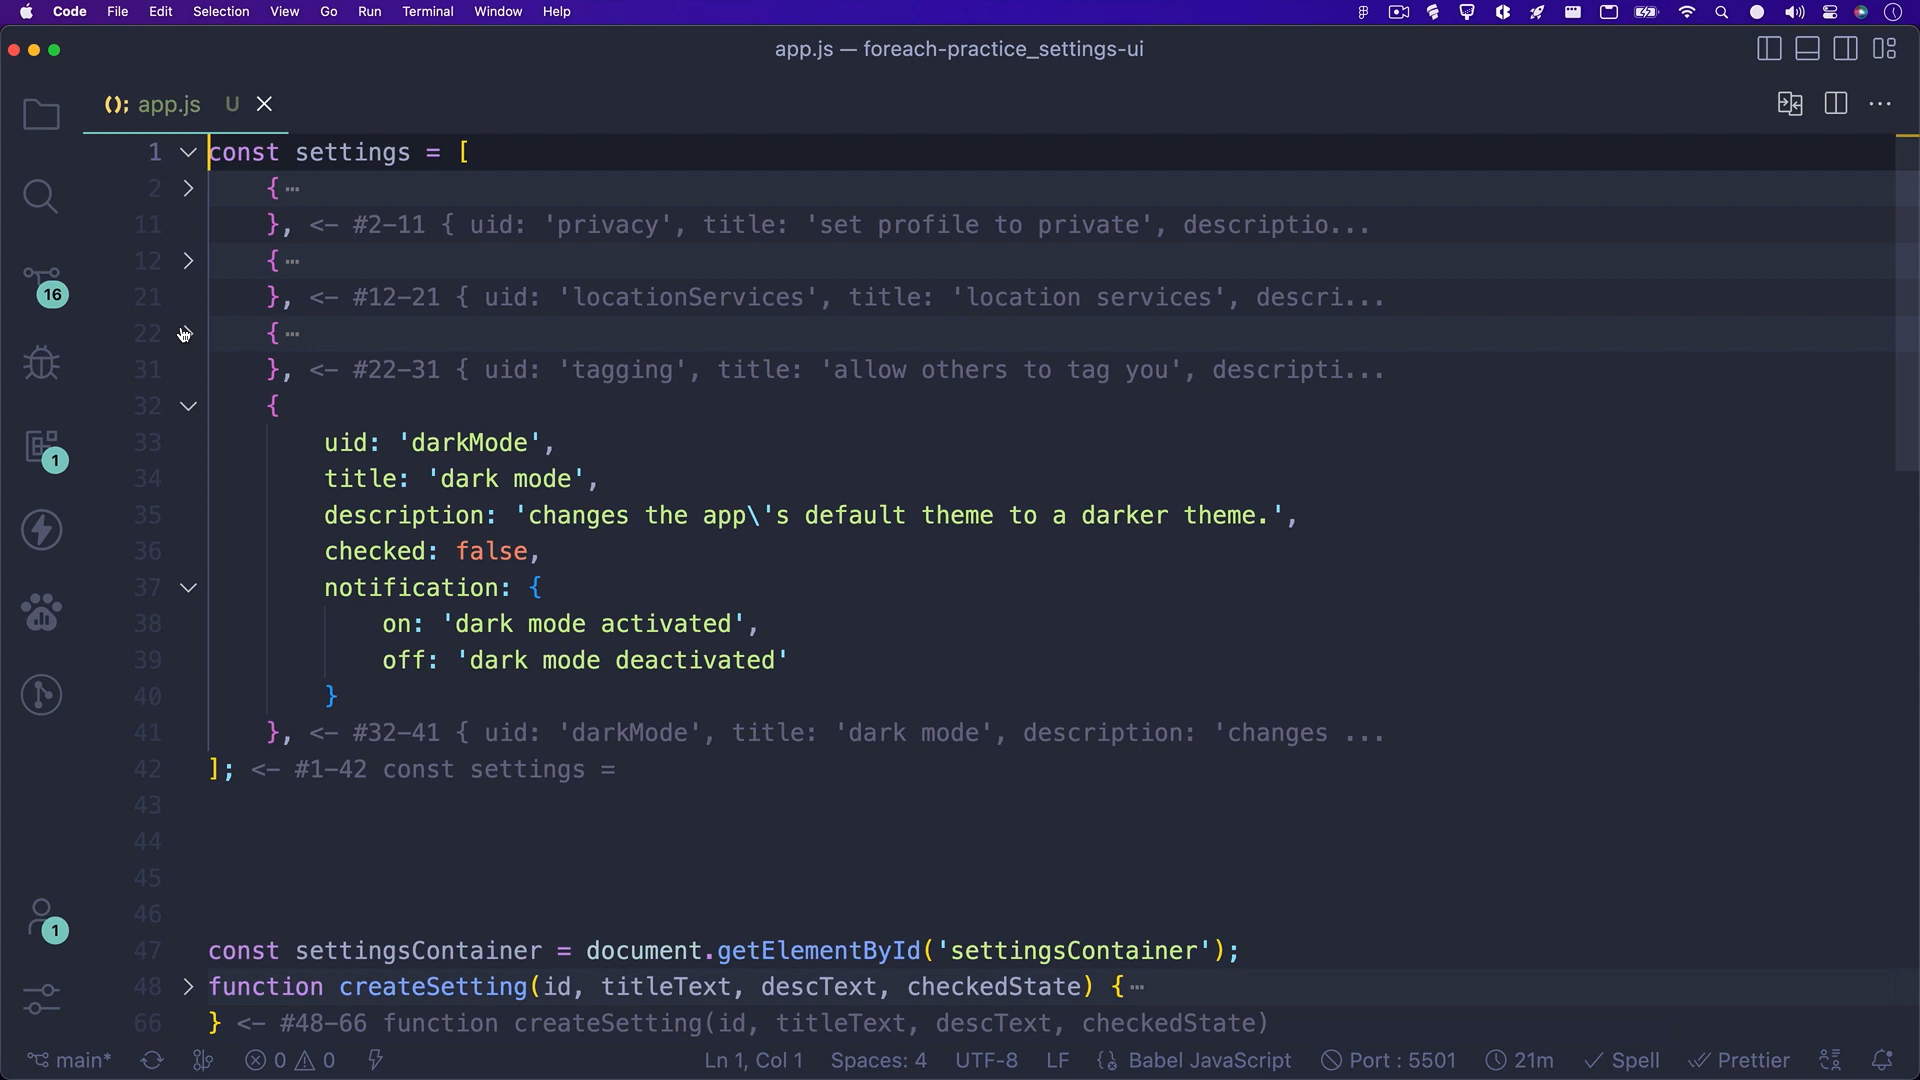 Code File Edit Selection View Go Run Terminal Window Help
app.js — foreach-practice_settings-ui
(); app.js U
1 const settings = [
2 {…
11 }, <- #2-11 { uid: 'privacy', title: 'set profile to private', descriptio...
12 {…
21 }, <- #12-21 { uid: 'locationServices', title: 'location services', descri...
22 {…
31 }, <- #22-31 { uid: 'tagging', title: 'allow others to tag you', descripti...
32 {
33 uid: 'darkMode',
34 title: 'dark mode',
35 description: 'changes the app\'s default theme to a darker theme.',
36 checked: false,
37 notification: {
38 on: 'dark mode activated',
39 off: 'dark mode deactivated'
40 }
41 }, <- #32-41 { uid: 'darkMode', title: 'dark mode', description: 'changes ...
42 ]; <- #1-42 const settings =
43
44
45
46
47 const settingsContainer = document.getElementById('settingsContainer');
48 function createSetting(id, titleText, descText, checkedState) {…
66 } <- #48-66 function createSetting(id, titleText, descText, checkedState)
16
1
1
main* 0 0 Ln 1, Col 1 Spaces: 4 UTF-8 LF Babel JavaScript Port : 5501 21m Spell Prettier